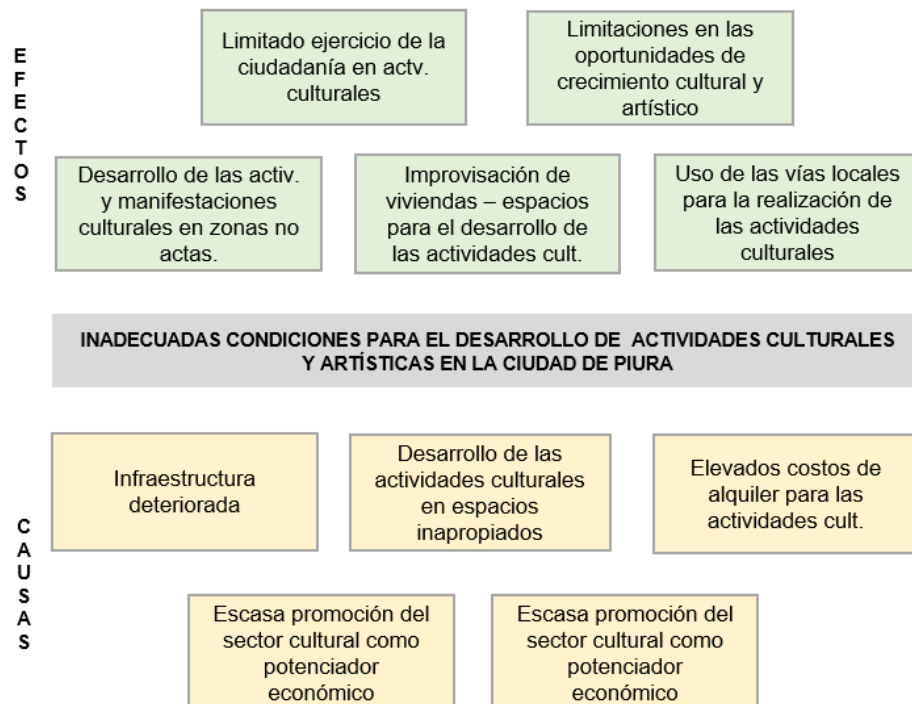 EFECTOS
Limitado ejercicio de la
ciudadanía en actv.
culturales
Limitaciones en las
oportunidades de
crecimiento cultural y
artístico
Desarrollo de las activ.
y manifestaciones
culturales en zonas no
actas.
Improvisación de
viviendas – espacios
para el desarrollo de
las actividades cult.
Uso de las vías locales
para la realización de
las actividades
culturales
INADECUADAS CONDICIONES PARA EL DESARROLLO DE ACTIVIDADES CULTURALES
Y ARTÍSTICAS EN LA CIUDAD DE PIURA
CAUSAS
Infraestructura
deteriorada
Desarrollo de las
actividades culturales
en espacios
inapropiados
Elevados costos de
alquiler para las
actividades cult.
Escasa promoción del
sector cultural como
potenciador
económico
Escasa promoción del
sector cultural como
potenciador
económico